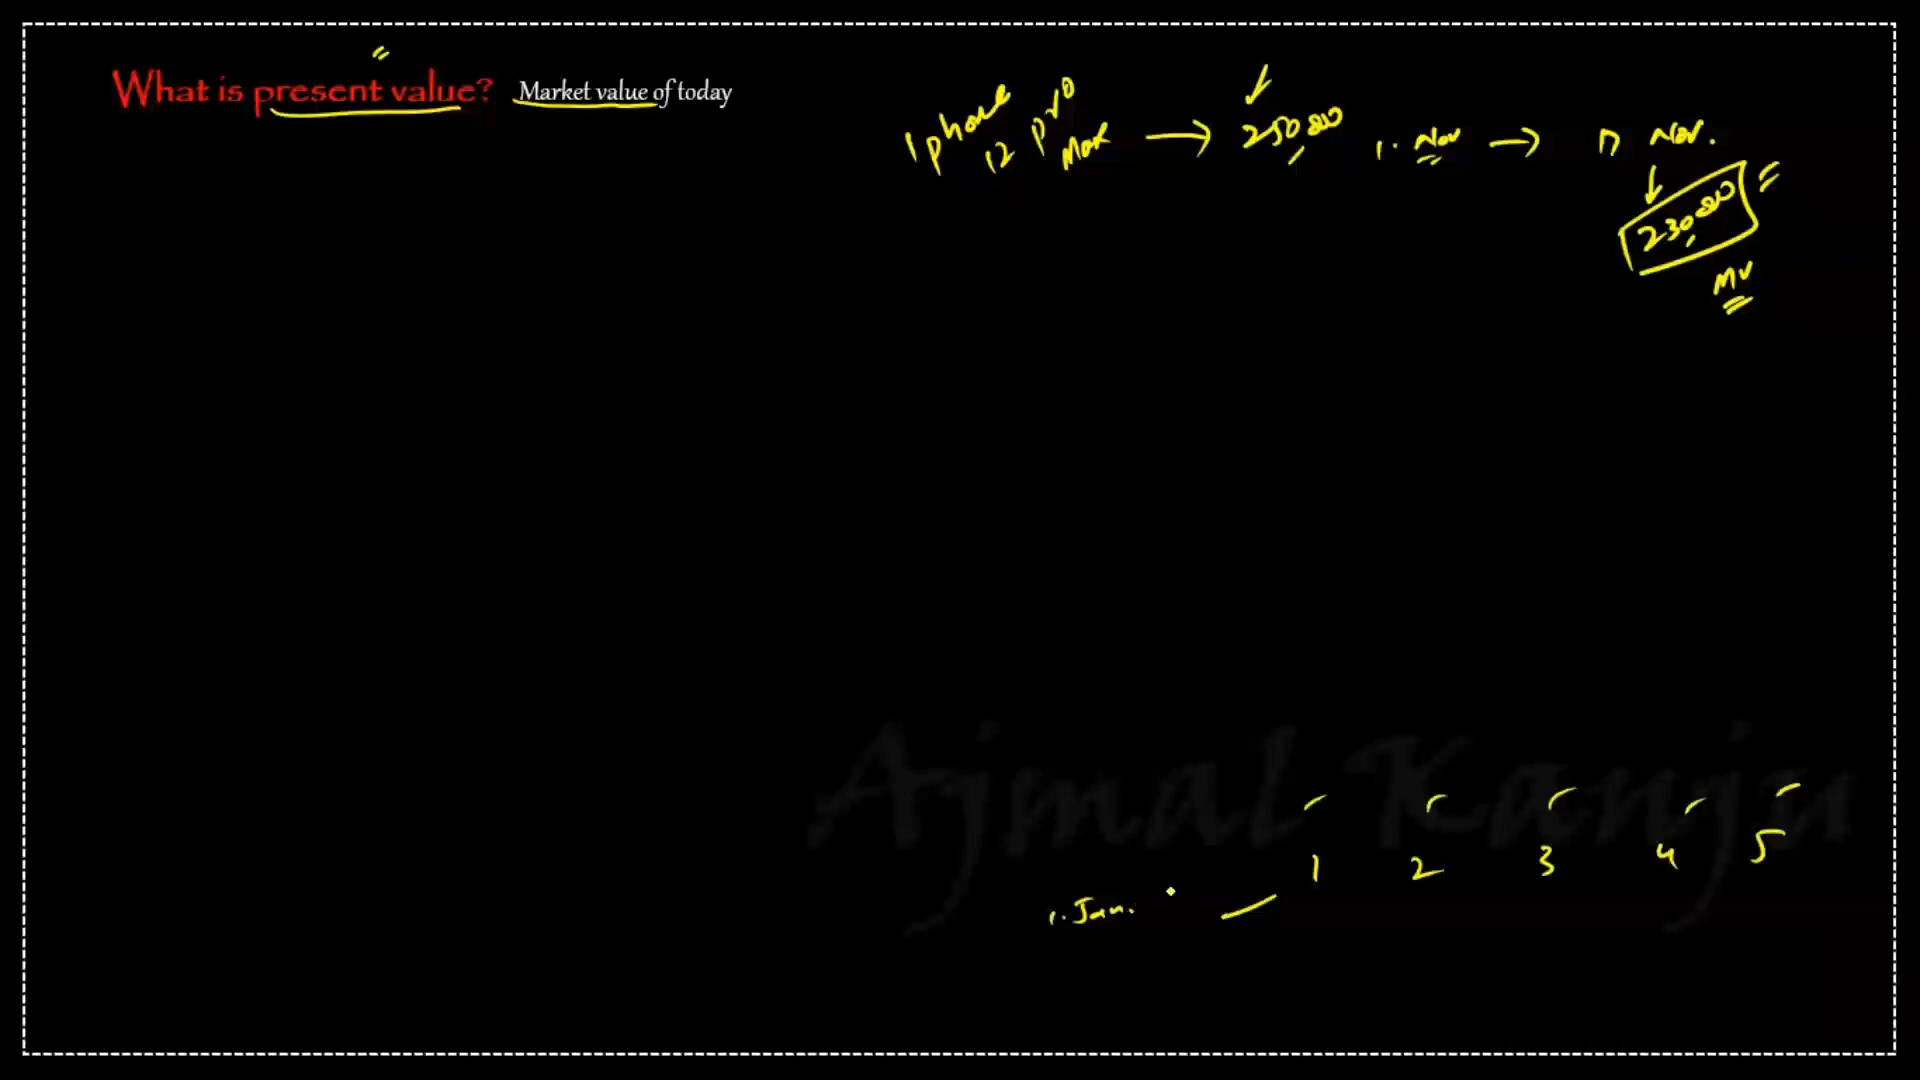 What is present value? Market value of today
Iphone 12 Pro Max → 250,000 1. Nov → 17 Nov.
230,000
MV
1 2 3 4 5
1. Jan.
Ajmal Kanju